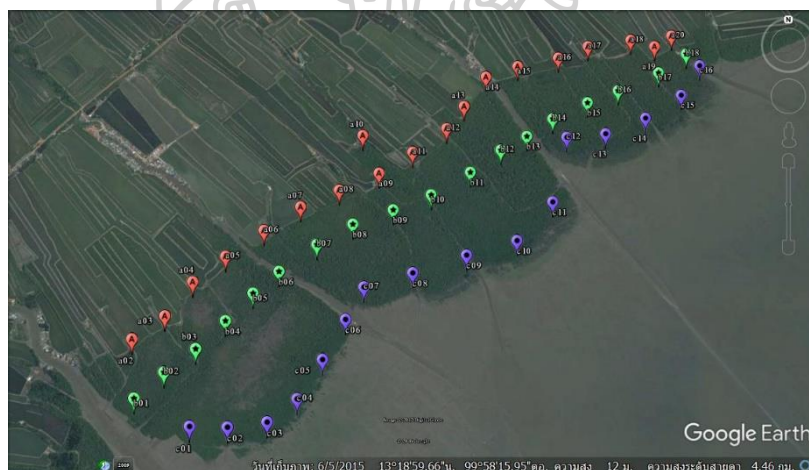 N
a20
a18
b18
a17
a19
a16
c16
a15
b17
a14
b16
c15
a13
b15
b14
c14
a12
b13
c12
c13
a10
b12
a11
b11
a09
a08
b10
c11
a07
b09
b08
a06
b07
c10
c09
a05
b06
c08
a04
b05
c07
a03
b04
c06
b03
a02
c05
b02
b01
c04
c03
c02
c01
Google Earth
2009
วันที่เก็บภาพ: 6/5/2015 13°18'59.66"น. 99°58'15.95"ตอ. ความสูง 12 ม. ความสูงระดับสายตา 4.46 กม.